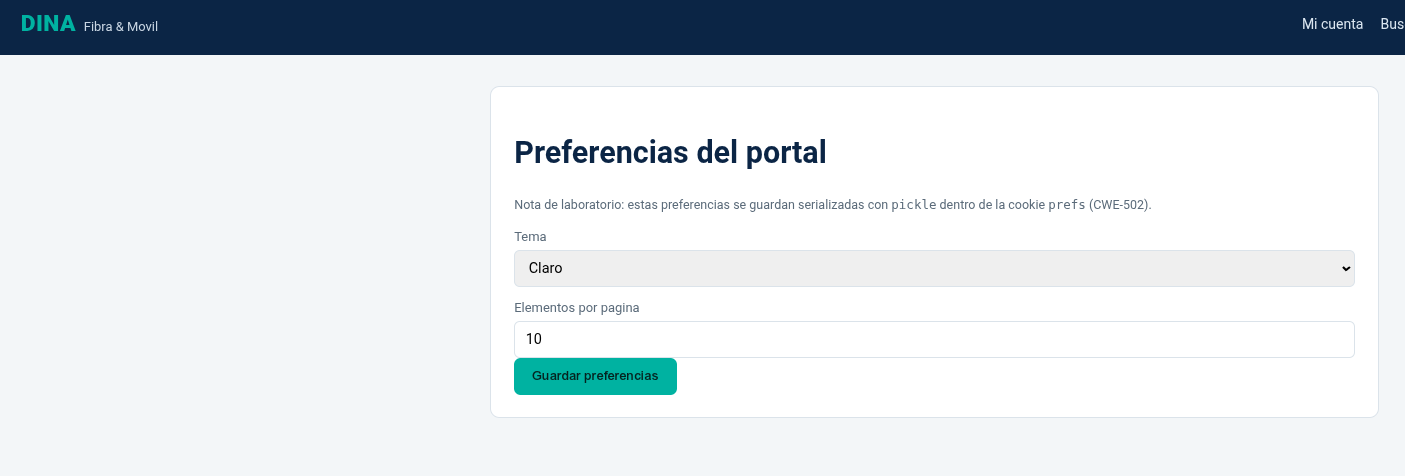 DINA Fibra & Movil
Mi cuenta Bus
Preferencias del portal
Nota de laboratorio: estas preferencias se guardan serializadas con pickle dentro de la cookie prefs (CWE-502).
Tema
Claro
Elementos por pagina
10
Guardar preferencias